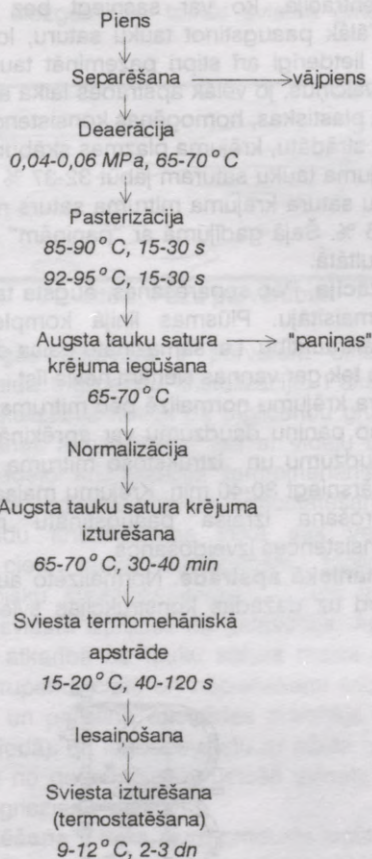 Piens
Separēšana vājpiens
Deaerācija
0,04-0,06 MPa, 65-70° C
Pasterizācija
85-90° C, 15-30 s
92-95° C, 15-30 s
Augsta tauku satura "paniņas"
krējuma iegūšana
65-70° C
Normalizācija
Augsta tauku satura krējuma
izturēšana
65-70° C, 30-40 min
Sviesta termomehāniskā
apstrāde
15-20° C, 40-120 s
Iesaiņošana
Sviesta izturēšana
(termostatēšana)
9-12° C, 2-3 dn